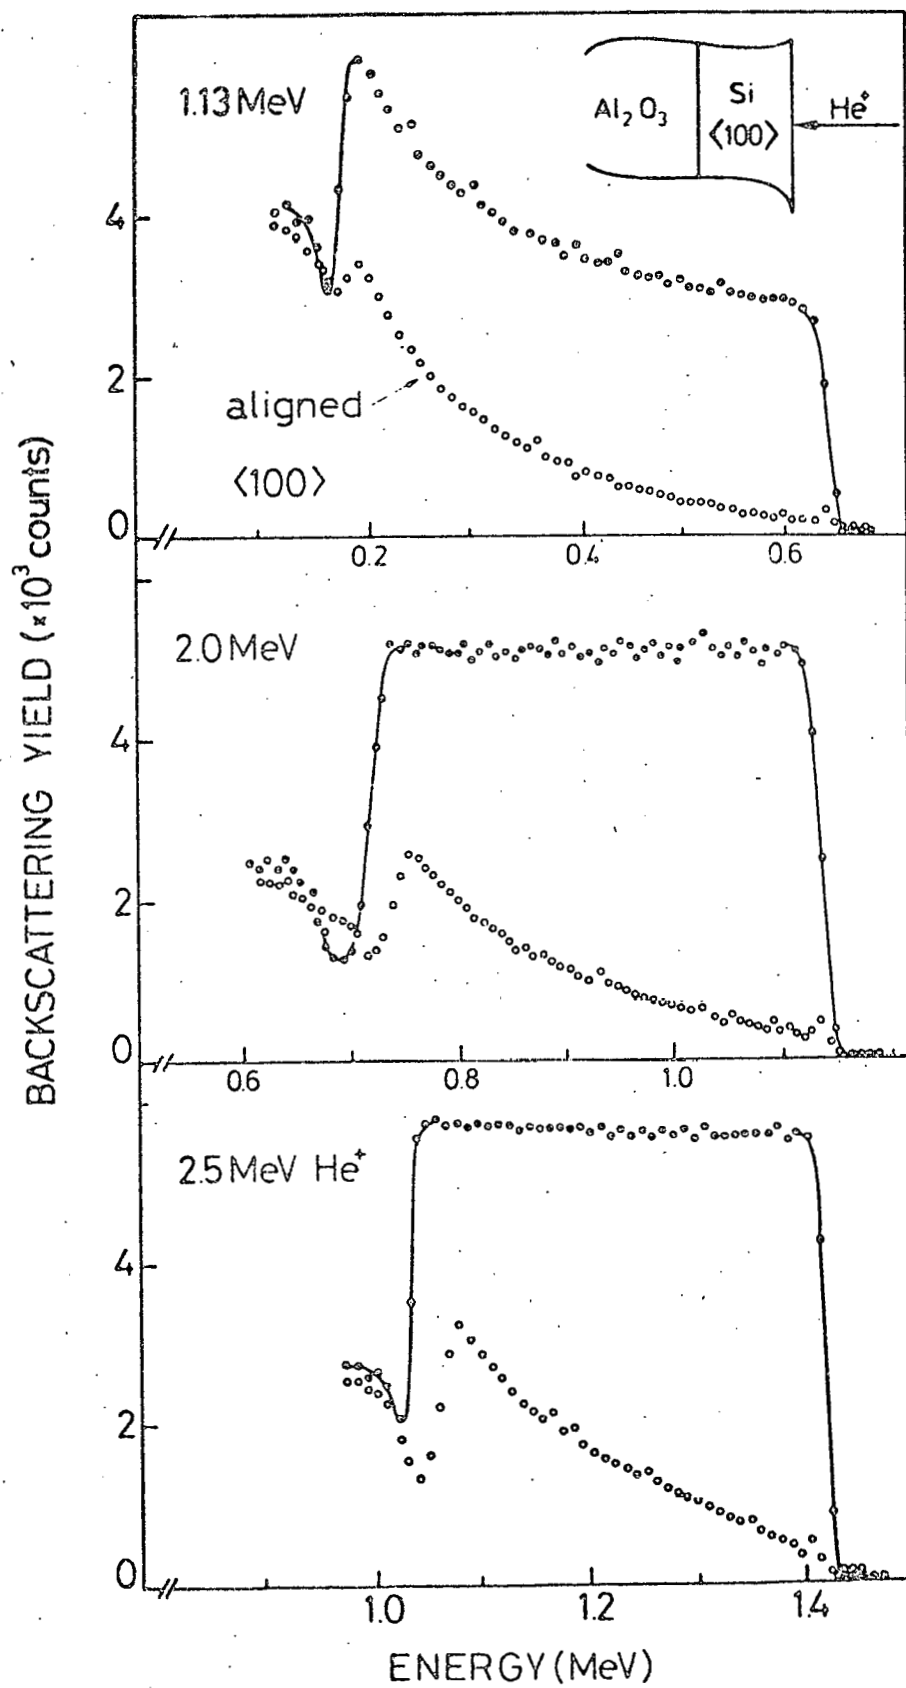 BACKSCATTERING YIELD (×10³ counts)
1.13 MeV
Al₂O₃
Si
⟨100⟩
He⁺
4
2
0
aligned
⟨100⟩
0.2 0.4 0.6
2.0 MeV
4
2
0
0.6 0.8 1.0
2.5 MeV He⁺
4
2
0
1.0 1.2 1.4
ENERGY (MeV)